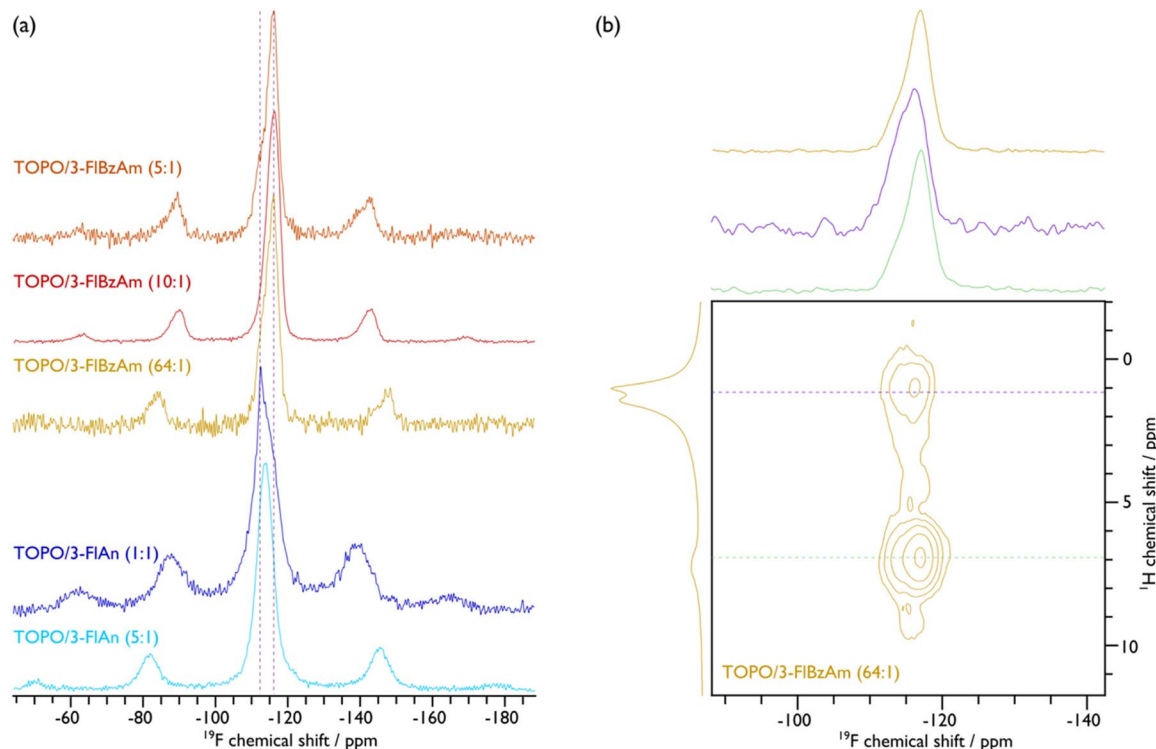 (a)
TOPO/3-FlBzAm (5:1)
TOPO/3-FlBzAm (10:1)
TOPO/3-FlBzAm (64:1)
TOPO/3-FlAn (1:1)
TOPO/3-FlAn (5:1)
-60 -80 -100 -120 -140 -160 -180
¹⁹F chemical shift / ppm
(b)
0
5
10
¹H chemical shift / ppm
TOPO/3-FlBzAm (64:1)
-100 -120 -140
¹⁹F chemical shift / ppm